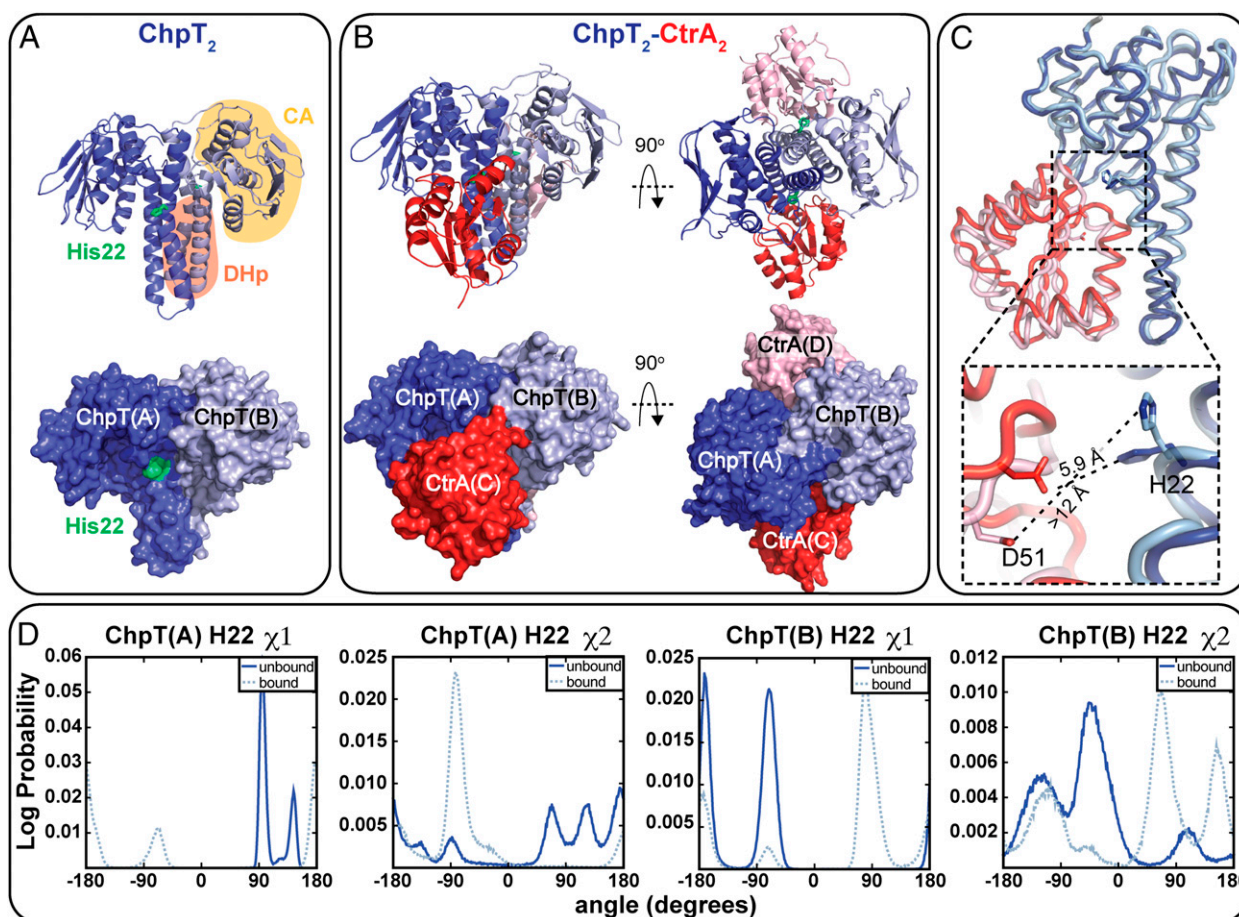 A
ChpT2
CA
His22
DHp
ChpT(A)
ChpT(B)
His22
B
ChpT2-CtrA2
90°
90°
ChpT(A)
ChpT(B)
CtrA(C)
CtrA(D)
ChpT(B)
ChpT(A)
CtrA(C)
C
5.9 Å
>12 Å
H22
D51
D
ChpT(A) H22 χ1
ChpT(A) H22 χ2
ChpT(B) H22 χ1
ChpT(B) H22 χ2
Log Probability
0.06
0.05
0.04
0.03
0.02
0.01
unbound
bound
-180 -90 0 90 180
0.025
0.020
0.015
0.010
0.005
unbound
bound
-180 -90 0 90 180
0.025
0.020
0.015
0.010
0.005
unbound
bound
-180 -90 0 90 180
0.012
0.010
0.008
0.006
0.004
0.002
unbound
bound
-180 -90 0 90 180
angle (degrees)